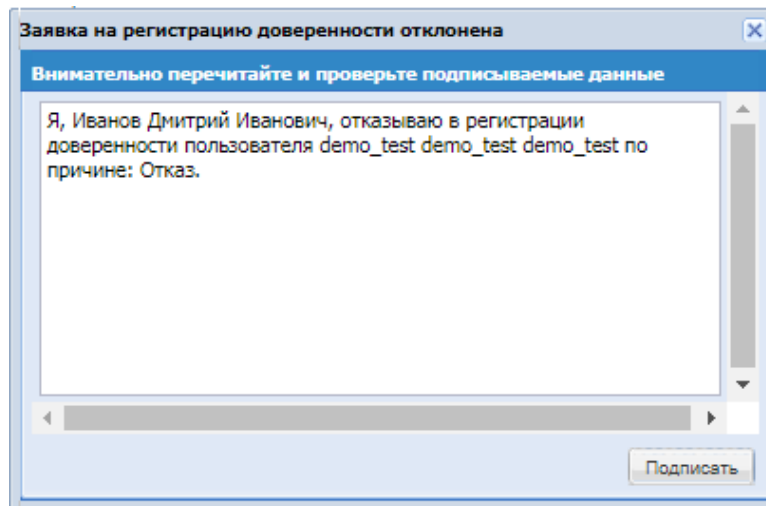 Заявка на регистрацию доверенности отклонена
Внимательно перечитайте и проверьте подписываемые данные
Я, Иванов Дмитрий Иванович, отказываю в регистрации
доверенности пользователя demo_test demo_test demo_test по
причине: Отказ.
Подписать